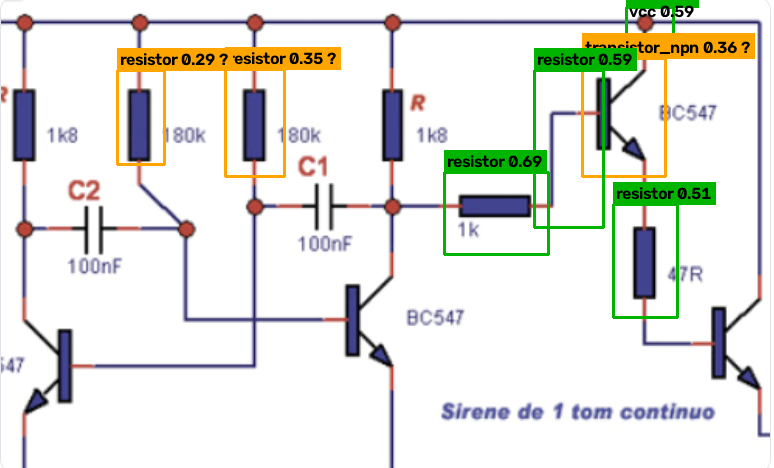 vcc 0.59
transistor_npn 0.36 ?
resistor 0.59
resistor 0.29 ?
resistor 0.35 ?
R
R
1k8
180k
180k
1k8
BC547
resistor 0.69
C1
C2
resistor 0.51
1k
100nF
100nF
47R
BC547
547
Sirene de 1 tom continuo